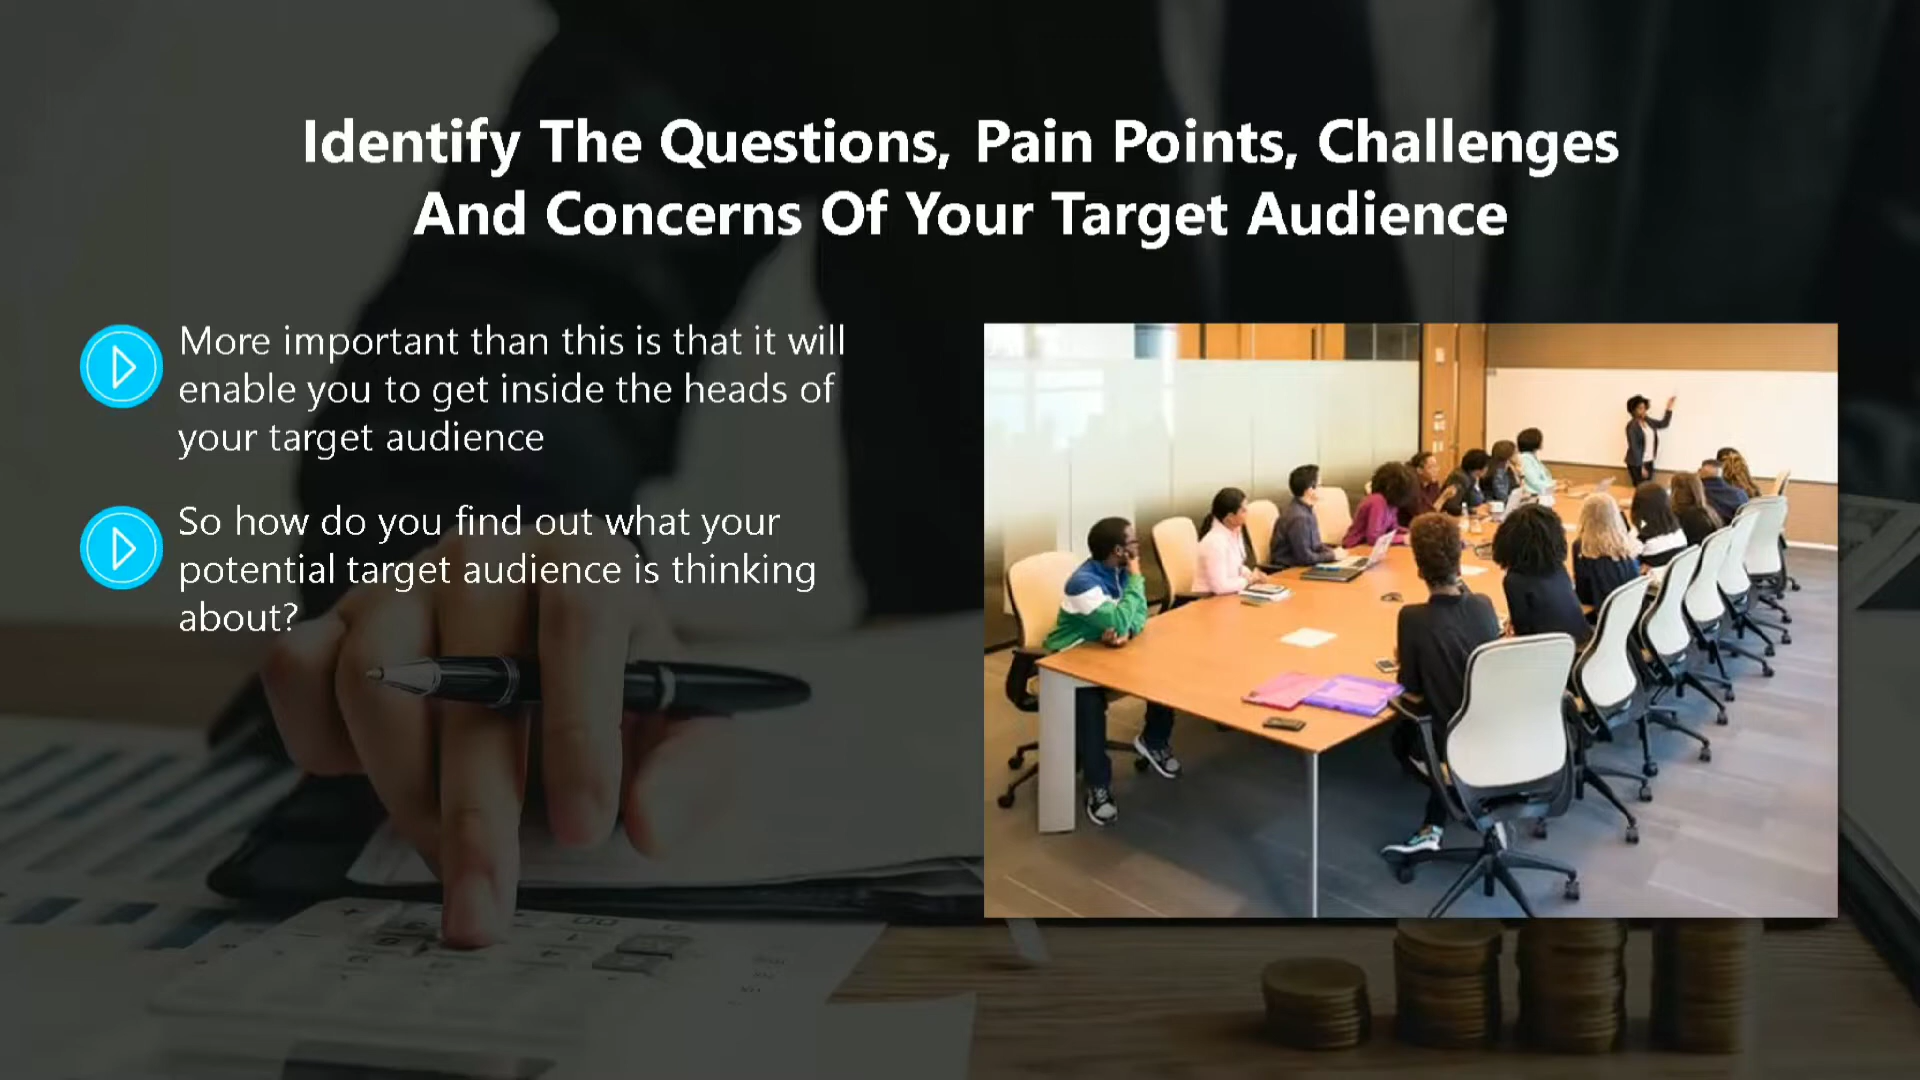 Identify The Questions, Pain Points, Challenges
And Concerns Of Your Target Audience
More important than this is that it will
enable you to get inside the heads of
your target audience
So how do you find out what your
potential target audience is thinking
about?